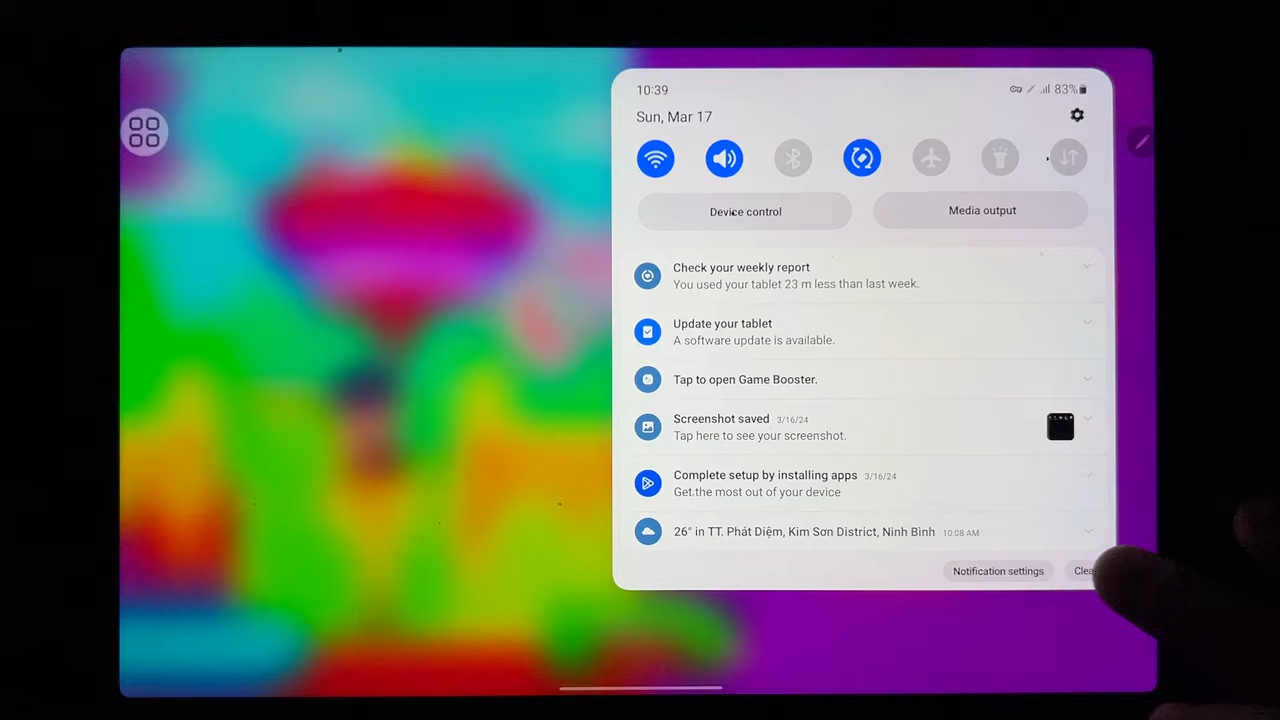 10:39
83%
Sun, Mar 17
Device control
Media output
Check your weekly report
You used your tablet 23 m less than last week.
Update your tablet
A software update is available.
Tap to open Game Booster.
Screenshot saved 3/16/24
Tap here to see your screenshot.
Complete setup by installing apps 3/16/24
Get the most out of your device
26° in TT. Phát Diệm, Kim Sơn District, Ninh Bình 10:08 AM
Notification settings